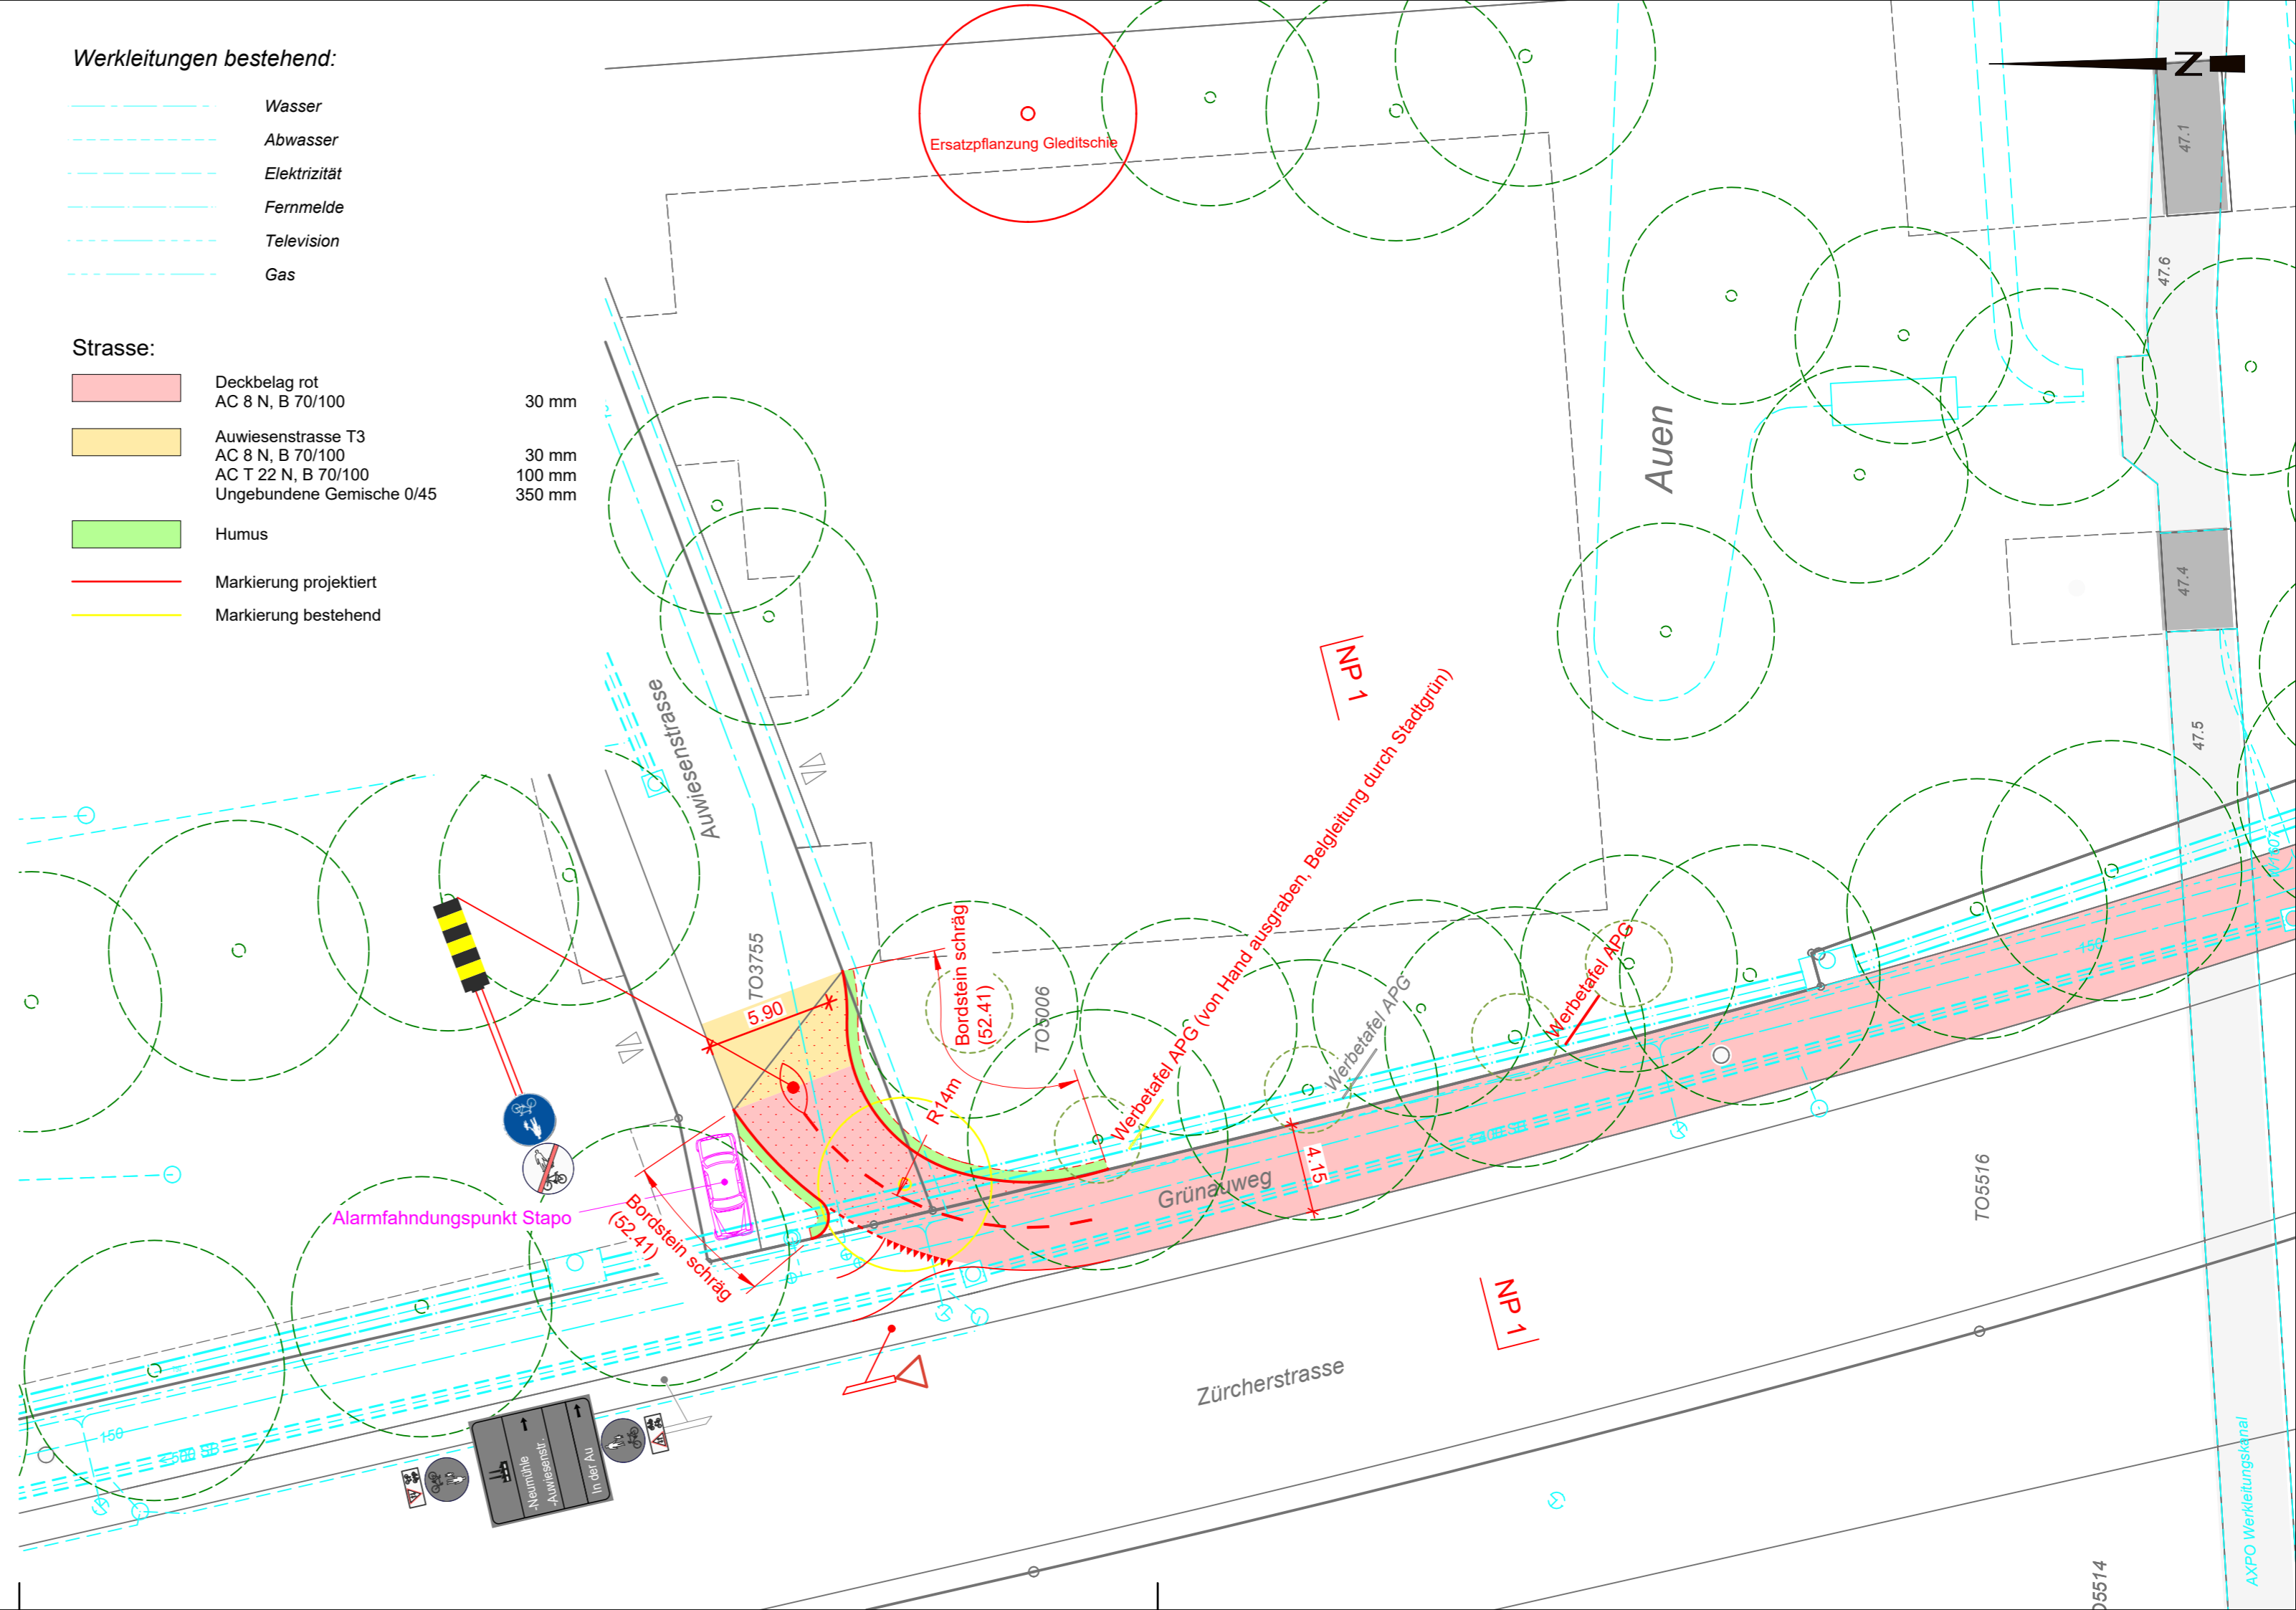 Werkleitungen bestehend:
Wasser
Abwasser
Elektrizität
Fernmelde
Television
Gas
Strasse:
Deckbelag rot
AC 8 N, B 70/100 30 mm
Auwiesenstrasse T3
AC 8 N, B 70/100 30 mm
AC T 22 N, B 70/100 100 mm
Ungebundene Gemische 0/45 350 mm
Humus
Markierung projektiert
Markierung bestehend
Ersatzpflanzung Gleditschie
N
47.1
47.6
47.4
47.5
Auen
NP 1
Auwiesenstrasse
TO3755
5.90
Bordstein schräg
(52.41)
TO5006
R14m
Werbetafel APG (von Hand ausgraben, Belgleitung durch Stadtgrün)
Werbetafel APG
Werbetafel APG
150
Grünauweg
4.15
TO5516
Alarmfahndungspunkt Stapo
Bordstein schräg
(52.41)
NP 1
Zürcherstrasse
150
-Neumühle
-Auwiesenstr.
In der Au
AXPO Werkleitungskanal